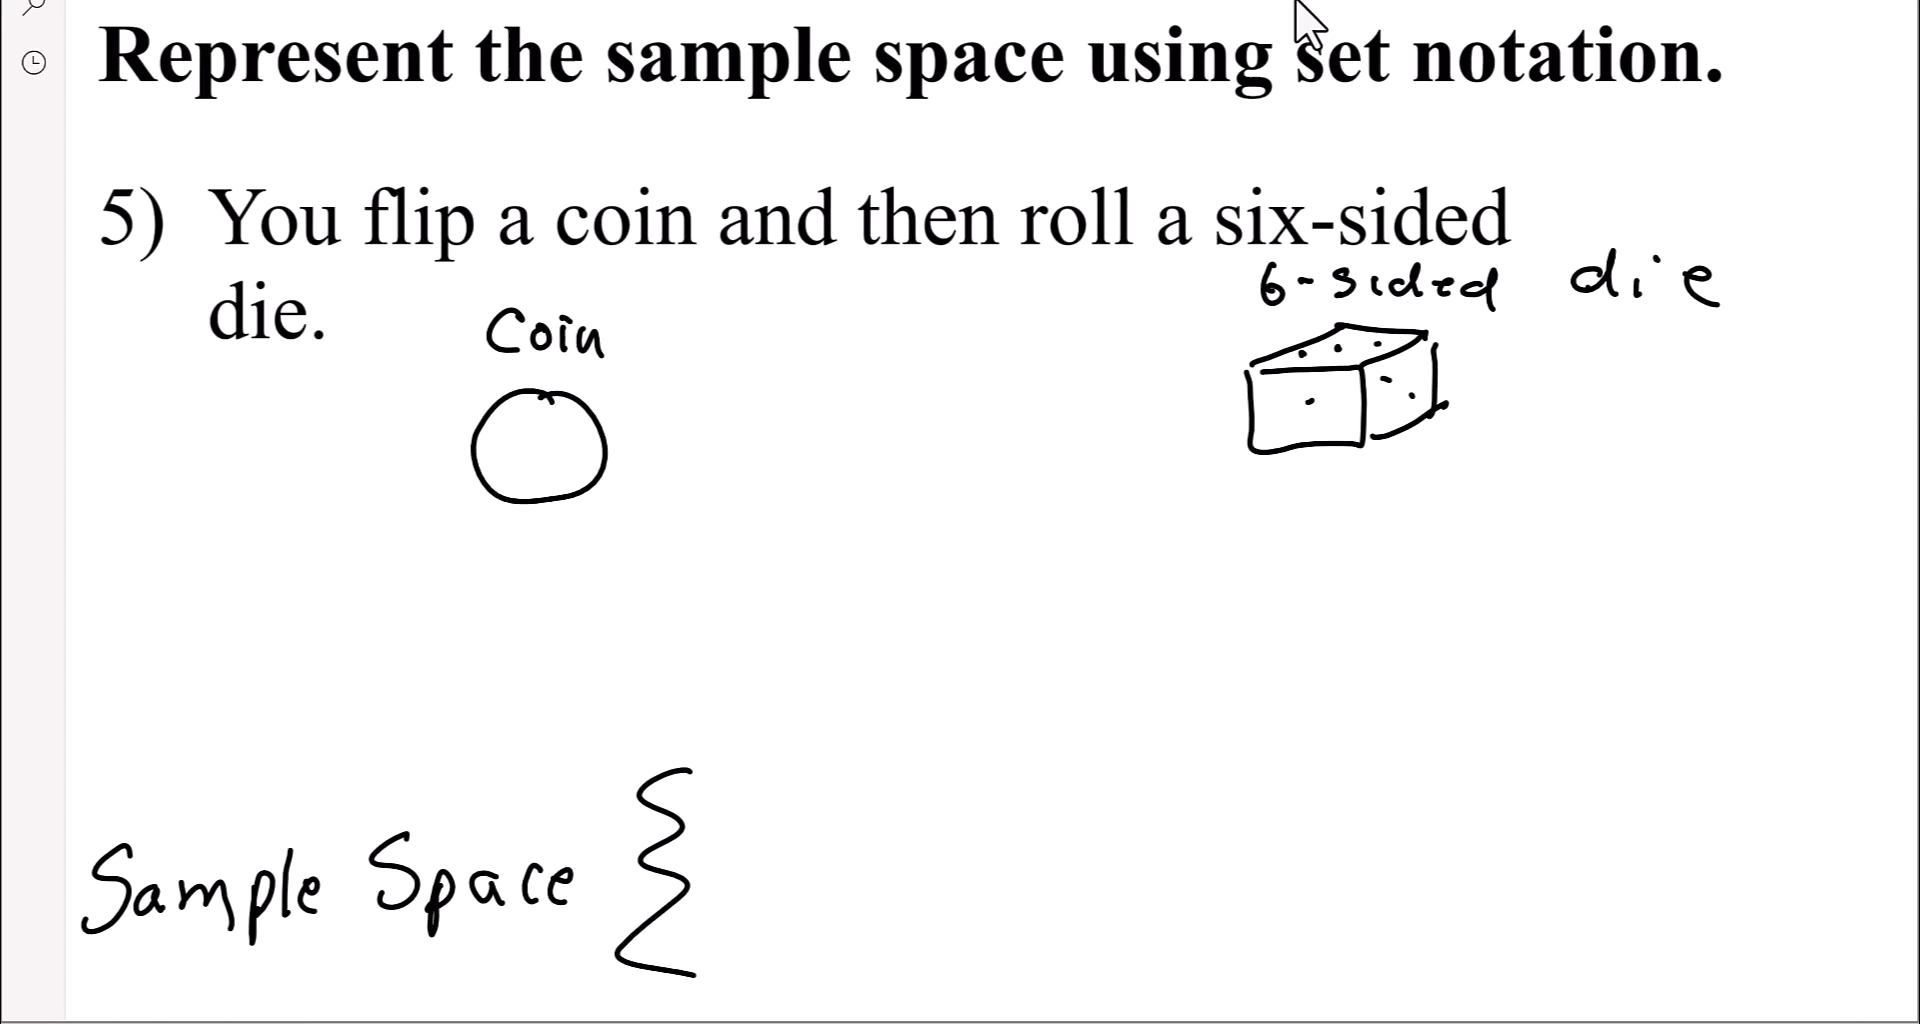 Represent the sample space using set notation.
5) You flip a coin and then roll a six-sided
die.
6-sided die
Coin
Sample Space {